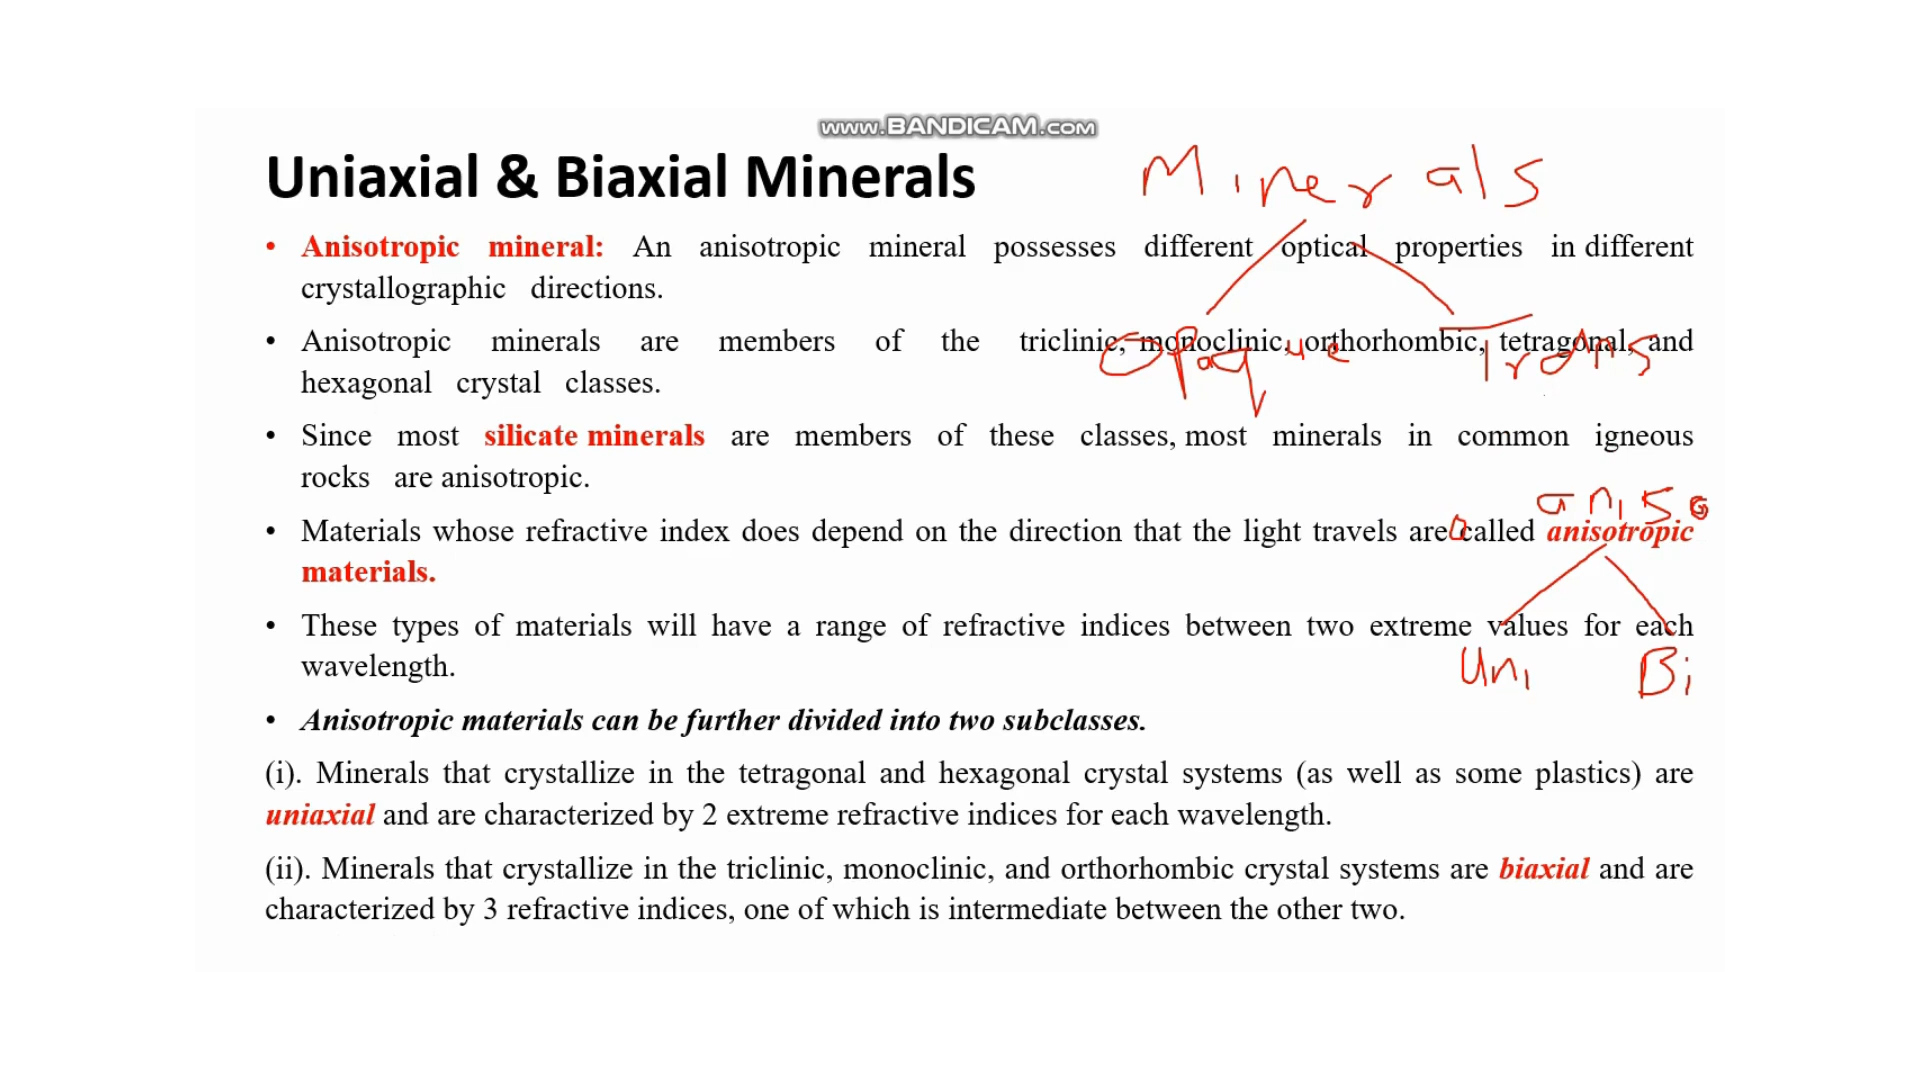 www.BANDICAM.com
Uniaxial & Biaxial Minerals
Minerals
• Anisotropic mineral: An anisotropic mineral possesses different optical properties in different
crystallographic directions.
• Anisotropic minerals are members of the triclinic, monoclinic, orthorhombic, tetragonal, and
Opaque Trans
hexagonal crystal classes.
• Since most silicate minerals are members of these classes, most minerals in common igneous
rocks are anisotropic.
aniso
• Materials whose refractive index does depend on the direction that the light travels are called anisotropic
materials.
• These types of materials will have a range of refractive indices between two extreme values for each
wavelength.
Uni Bi
• Anisotropic materials can be further divided into two subclasses.
(i). Minerals that crystallize in the tetragonal and hexagonal crystal systems (as well as some plastics) are
uniaxial and are characterized by 2 extreme refractive indices for each wavelength.
(ii). Minerals that crystallize in the triclinic, monoclinic, and orthorhombic crystal systems are biaxial and are
characterized by 3 refractive indices, one of which is intermediate between the other two.